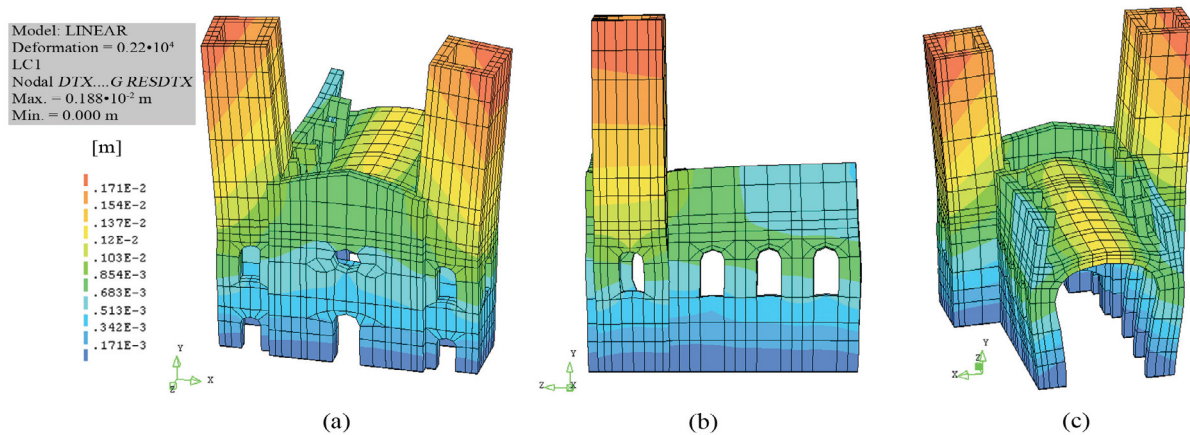 Model: LINEAR
Deformation = 0.22•10⁴
LC1
Nodal DTX....G RESDTX
Max. = 0.188•10⁻² m
Min. = 0.000 m
[m]
.171E-2
.154E-2
.137E-2
.12E-2
.103E-2
.854E-3
.683E-3
.513E-3
.342E-3
.171E-3
Y
Z X
(a)
Y
Z X
(b)
Y
Z
X
(c)